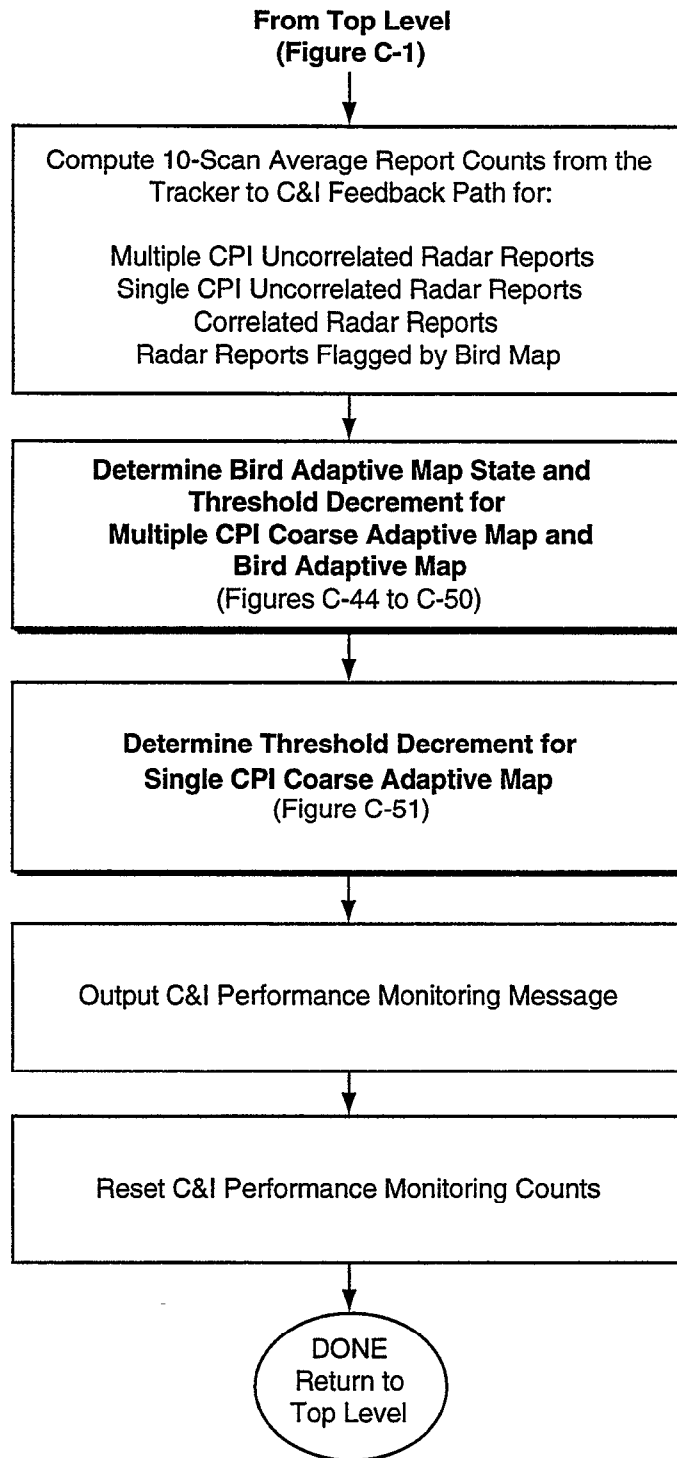 From Top Level
(Figure C-1)
Compute 10-Scan Average Report Counts from the
Tracker to C&I Feedback Path for:
Multiple CPI Uncorrelated Radar Reports
Single CPI Uncorrelated Radar Reports
Correlated Radar Reports
Radar Reports Flagged by Bird Map
Determine Bird Adaptive Map State and
Threshold Decrement for
Multiple CPI Coarse Adaptive Map and
Bird Adaptive Map
(Figures C-44 to C-50)
Determine Threshold Decrement for
Single CPI Coarse Adaptive Map
(Figure C-51)
Output C&I Performance Monitoring Message
Reset C&I Performance Monitoring Counts
DONE
Return to
Top Level